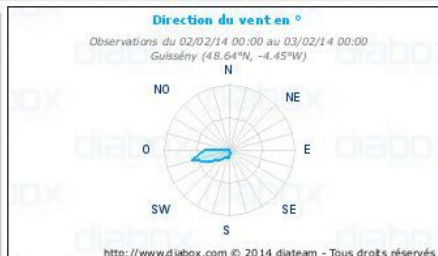 Direction du vent en °
Observations du 02/02/14 00:00 au 03/02/14 00:00
Guissény (48.64°N, -4.45°W)
N
NO
NE
O
E
SW
SE
S
http://www.diabox.com © 2014 diateam - Tous droits réservés